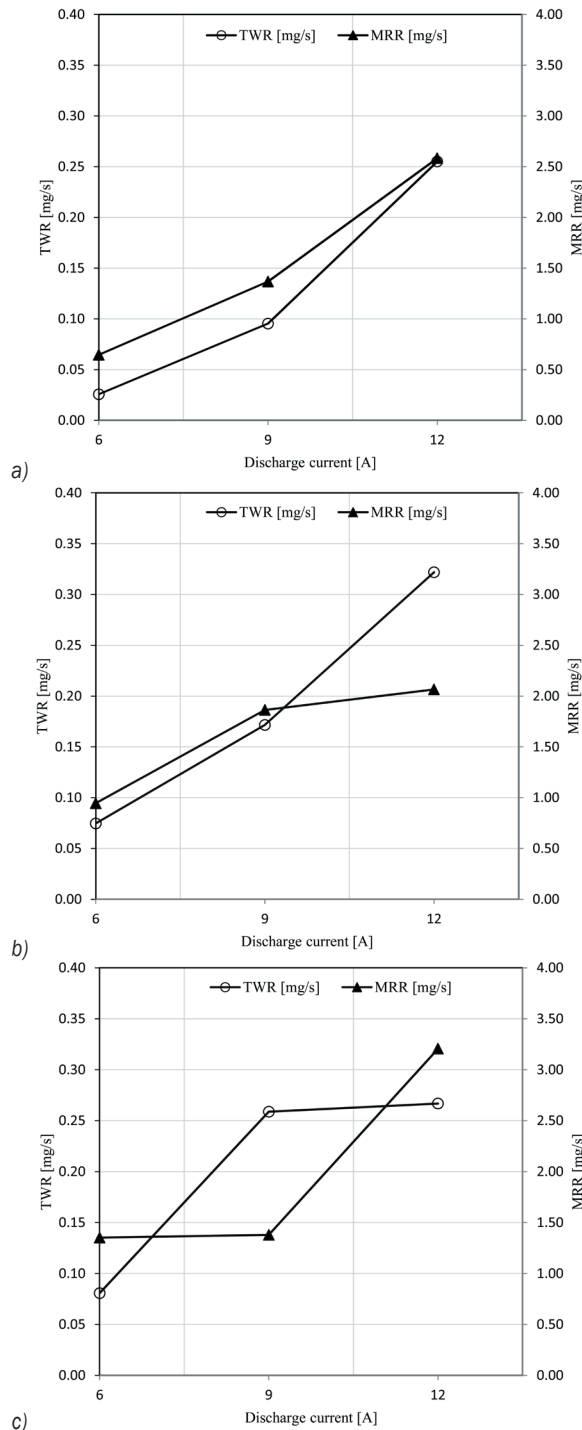 TWR [mg/s] MRR [mg/s]
0.40 4.00
0.35 3.50
0.30 3.00
0.25 2.50
0.20 2.00
0.15 1.50
0.10 1.00
0.05 0.50
0.00 0.00
TWR [mg/s]
MRR [mg/s]
6 9 12
Discharge current [A]
a)
TWR [mg/s] MRR [mg/s]
0.40 4.00
0.35 3.50
0.30 3.00
0.25 2.50
0.20 2.00
0.15 1.50
0.10 1.00
0.05 0.50
0.00 0.00
TWR [mg/s]
MRR [mg/s]
6 9 12
Discharge current [A]
b)
TWR [mg/s] MRR [mg/s]
0.40 4.00
0.35 3.50
0.30 3.00
0.25 2.50
0.20 2.00
0.15 1.50
0.10 1.00
0.05 0.50
0.00 0.00
TWR [mg/s]
MRR [mg/s]
6 9 12
Discharge current [A]
c)